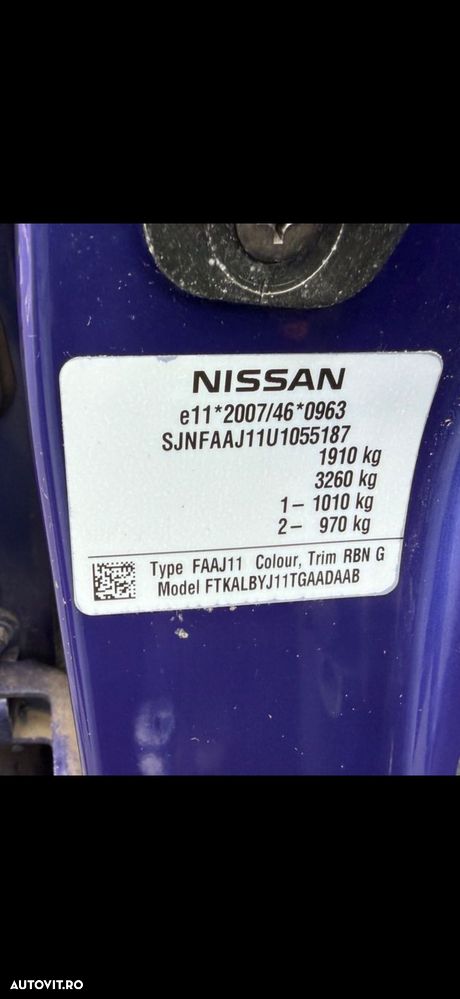 NISSAN
e11*2007/46*0963
SJNFAAJ11U1055187
1910 kg
3260 kg
1– 1010 kg
2– 970 kg
Type FAAJ11 Colour, Trim RBN G
Model FTKALBYJ11TGAADAAB
AUTOVIT.RO